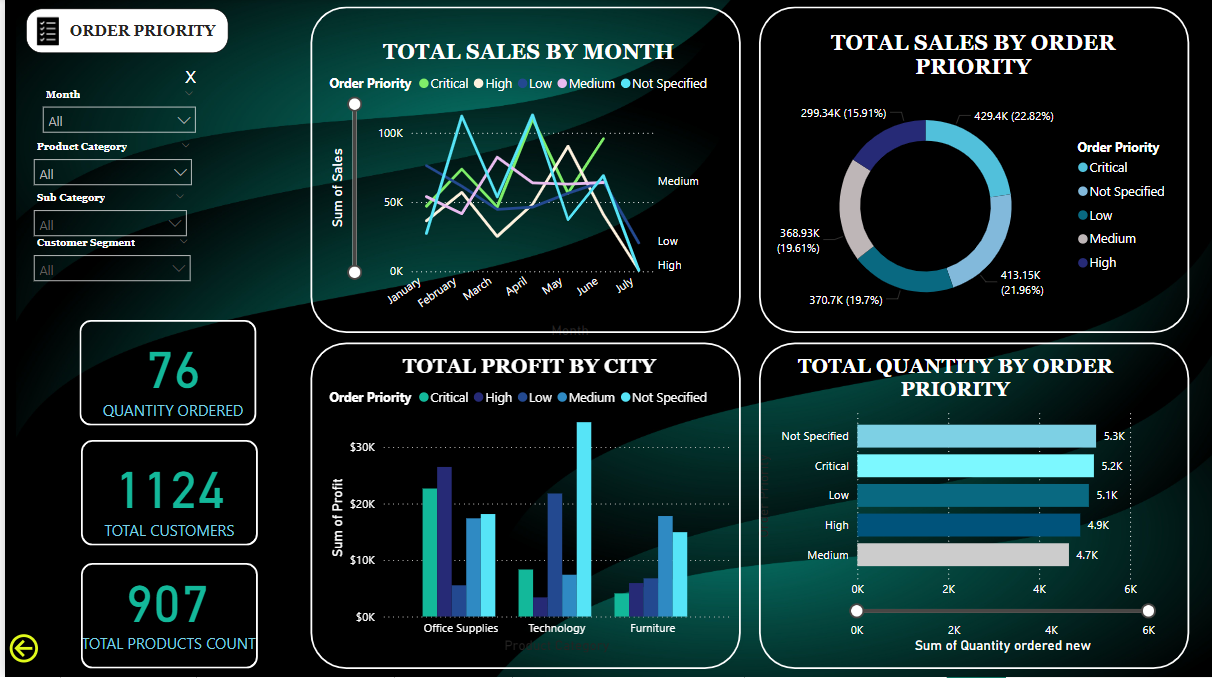 ORDER PRIORITY
X
Month
All
Product Category
All
Sub Category
All
Customer Segment
All
76
QUANTITY ORDERED
1124
TOTAL CUSTOMERS
907
TOTAL PRODUCTS COUNT
TOTAL SALES BY MONTH
Order Priority Critical High Low Medium Not Specified
Sum of Sales
100K
50K
0K
Medium
Low
High
January
February
March
April
May
June
July
Month
TOTAL SALES BY ORDER
PRIORITY
299.34K (15.91%)
429.4K (22.82%)
368.93K
(19.61%)
370.7K (19.7%)
413.15K
(21.96%)
Order Priority
Critical
Not Specified
Low
Medium
High
TOTAL PROFIT BY CITY
Order Priority Critical High Low Medium Not Specified
Sum of Profit
$30K
$20K
$10K
$0K
Office Supplies
Technology
Furniture
TOTAL QUANTITY BY ORDER
PRIORITY
Not Specified 5.3K
Critical 5.2K
Low 5.1K
High 4.9K
Medium 4.7K
0K 2K 4K 6K
0K 2K 4K 6K
Sum of Quantity ordered new